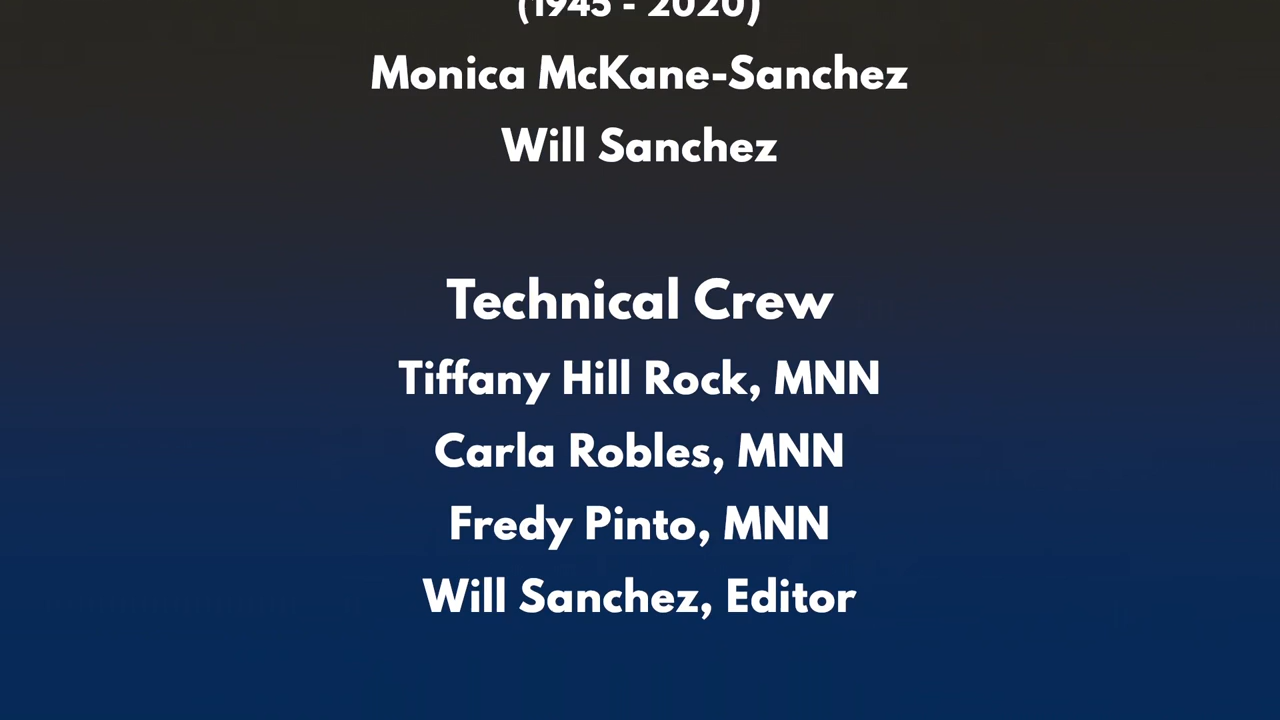 (1945 - 2020)
Monica McKane-Sanchez
Will Sanchez
Technical Crew
Tiffany Hill Rock, MNN
Carla Robles, MNN
Fredy Pinto, MNN
Will Sanchez, Editor